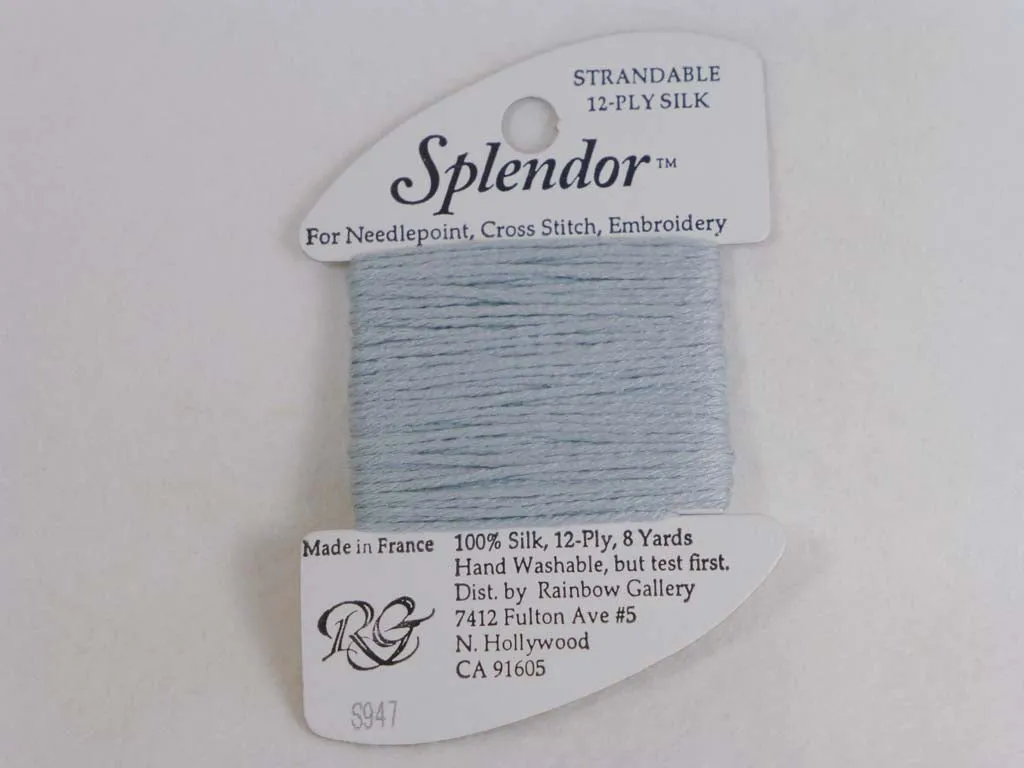 STRANDABLE
12-PLY SILK
Splendor™
For Needlepoint, Cross Stitch, Embroidery
Made in France
100% Silk, 12-Ply, 8 Yards
Hand Washable, but test first.
Dist. by Rainbow Gallery
7412 Fulton Ave #5
N. Hollywood
CA 91605
RG
S947